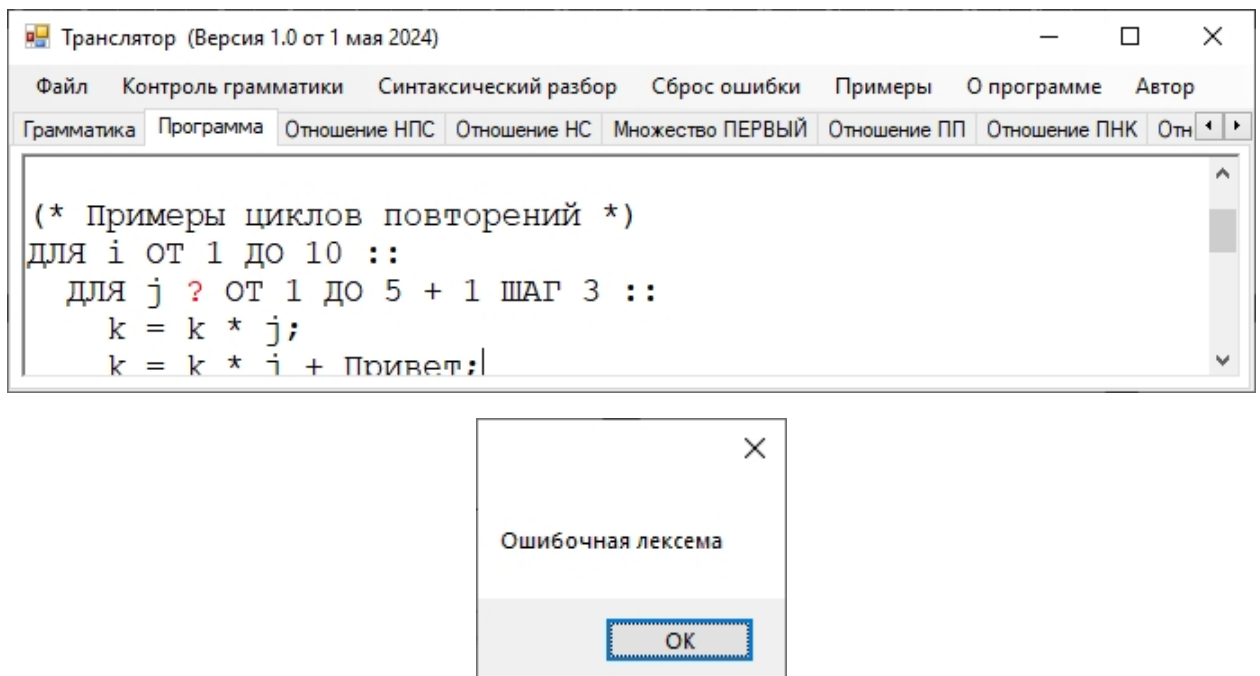 Транслятор (Версия 1.0 от 1 мая 2024)
Файл Контроль грамматики Синтаксический разбор Сброс ошибки Примеры О программе Автор
Грамматика Программа Отношение НПС Отношение НС Множество ПЕРВЫЙ Отношение ПП Отношение ПНК Отн
(* Примеры циклов повторений *)
ДЛЯ i ОТ 1 ДО 10 ::
ДЛЯ j ? ОТ 1 ДО 5 + 1 ШАГ 3 ::
k = k * j;
k = k * j + Привет;
Ошибочная лексема
OK